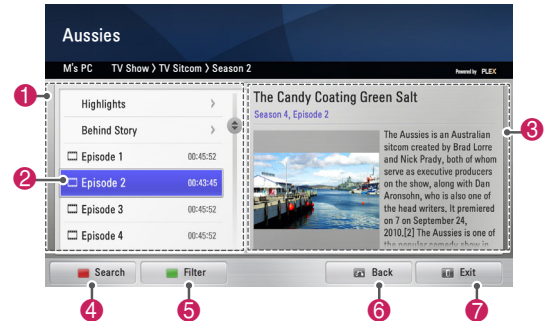 Aussies
M's PC TV Show > TV Sitcom > Season 2
Powered by PLEX
1
Highlights >
Behind Story >
Episode 1 00:45:52
2
Episode 2 00:43:45
Episode 3 00:45:52
Episode 4 00:45:52
The Candy Coating Green Salt
Season 4, Episode 2
3
The Aussies is an Australian
sitcom created by Brad Lorre
and Nick Prady, both of whom
serve as executive producers
on the show, along with Dan
Aronsohn, who is also one of
the head writers. It premiered
on 7 on September 24,
2010.[2] The Aussies is one of
the popular comedy show in
Search
Filter
Back
Exit
4
5
6
7